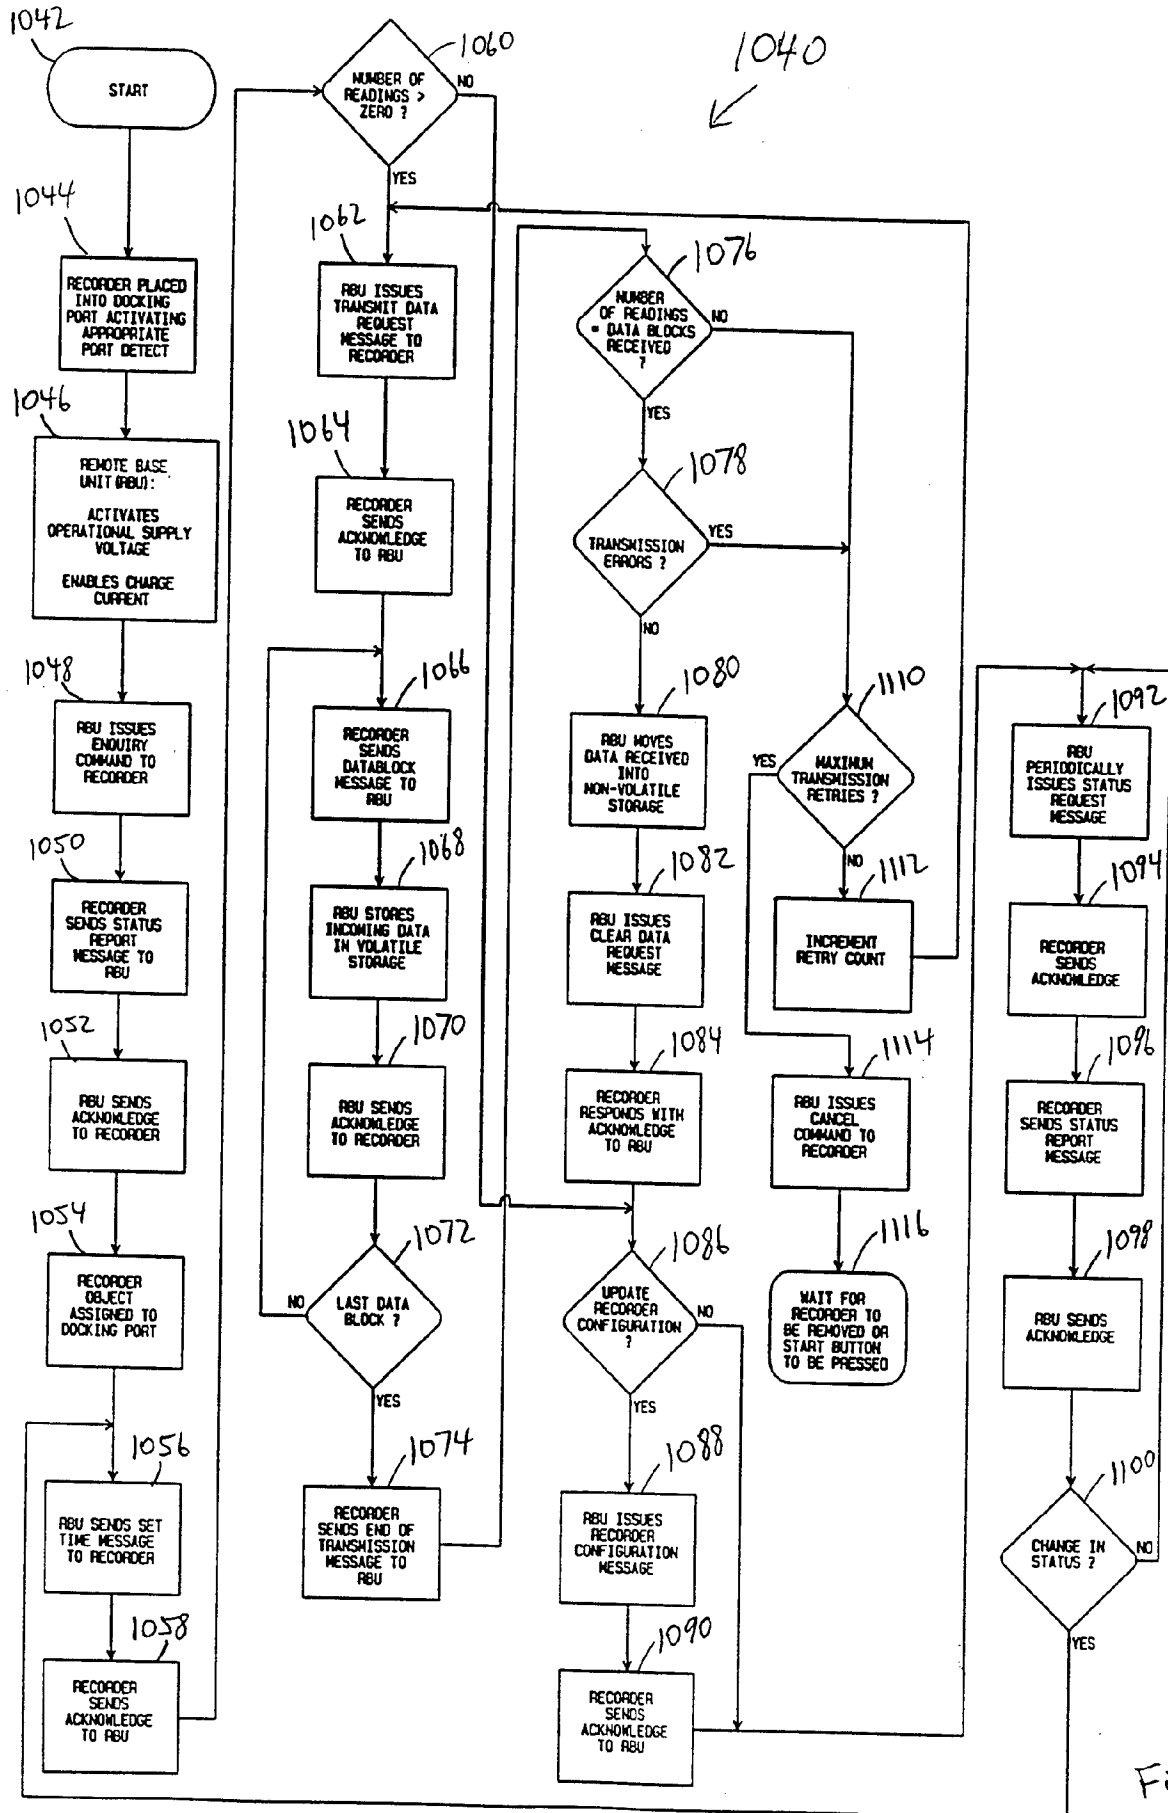 1042
START
1044
RECORDER PLACED
INTO DOCKING
PORT ACTIVATING
APPROPRIATE
PORT DETECT
1046
REMOTE BASE
UNIT (RBU):
ACTIVATES
OPERATIONAL SUPPLY
VOLTAGE
ENABLES CHARGE
CURRENT
1048
RBU ISSUES
ENQUIRY
COMMAND TO
RECORDER
1050
RECORDER
SENDS STATUS
REPORT
MESSAGE TO
RBU
1052
RBU SENDS
ACKNOWLEDGE
TO RECORDER
1054
RECORDER
OBJECT
ASSIGNED TO
DOCKING PORT
1056
RBU SENDS SET
TIME MESSAGE
TO RECORDER
1058
RECORDER
SENDS
ACKNOWLEDGE
TO RBU
1060
NUMBER OF
READINGS >
ZERO ?
NO
YES
1062
RBU ISSUES
TRANSMIT DATA
REQUEST
MESSAGE TO
RECORDER
1064
RECORDER
SENDS
ACKNOWLEDGE
TO RBU
1066
RECORDER
SENDS
DATABLOCK
MESSAGE TO
RBU
1068
RBU STORES
INCOMING DATA
IN VOLATILE
STORAGE
1070
RBU SENDS
ACKNOWLEDGE
TO RECORDER
1072
NO
LAST DATA
BLOCK ?
YES
1074
RECORDER
SENDS END OF
TRANSMISSION
MESSAGE TO
RBU
1040
1076
NUMBER
OF READINGS
= DATA BLOCKS
RECEIVED
?
NO
YES
1078
TRANSMISSION
ERRORS ?
YES
NO
1080
RBU MOVES
DATA RECEIVED
INTO
NON-VOLATILE
STORAGE
1082
RBU ISSUES
CLEAR DATA
REQUEST
MESSAGE
1084
RECORDER
RESPONDS WITH
ACKNOWLEDGE
TO RBU
1086
UPDATE
RECORDER
CONFIGURATION
?
NO
YES
1088
RBU ISSUES
RECORDER
CONFIGURATION
MESSAGE
1090
RECORDER
SENDS
ACKNOWLEDGE
TO RBU
1110
YES
MAXIMUM
TRANSMISSION
RETRIES ?
NO
1112
INCREMENT
RETRY COUNT
1114
RBU ISSUES
CANCEL
COMMAND TO
RECORDER
1116
WAIT FOR
RECORDER TO
BE REMOVED OR
START BUTTON
TO BE PRESSED
1092
RBU
PERIODICALLY
ISSUES STATUS
REQUEST
MESSAGE
1094
RECORDER
SENDS
ACKNOWLEDGE
1096
RECORDER
SENDS STATUS
REPORT
MESSAGE
1098
RBU SENDS
ACKNOWLEDGE
1100
CHANGE IN
STATUS ?
NO
YES